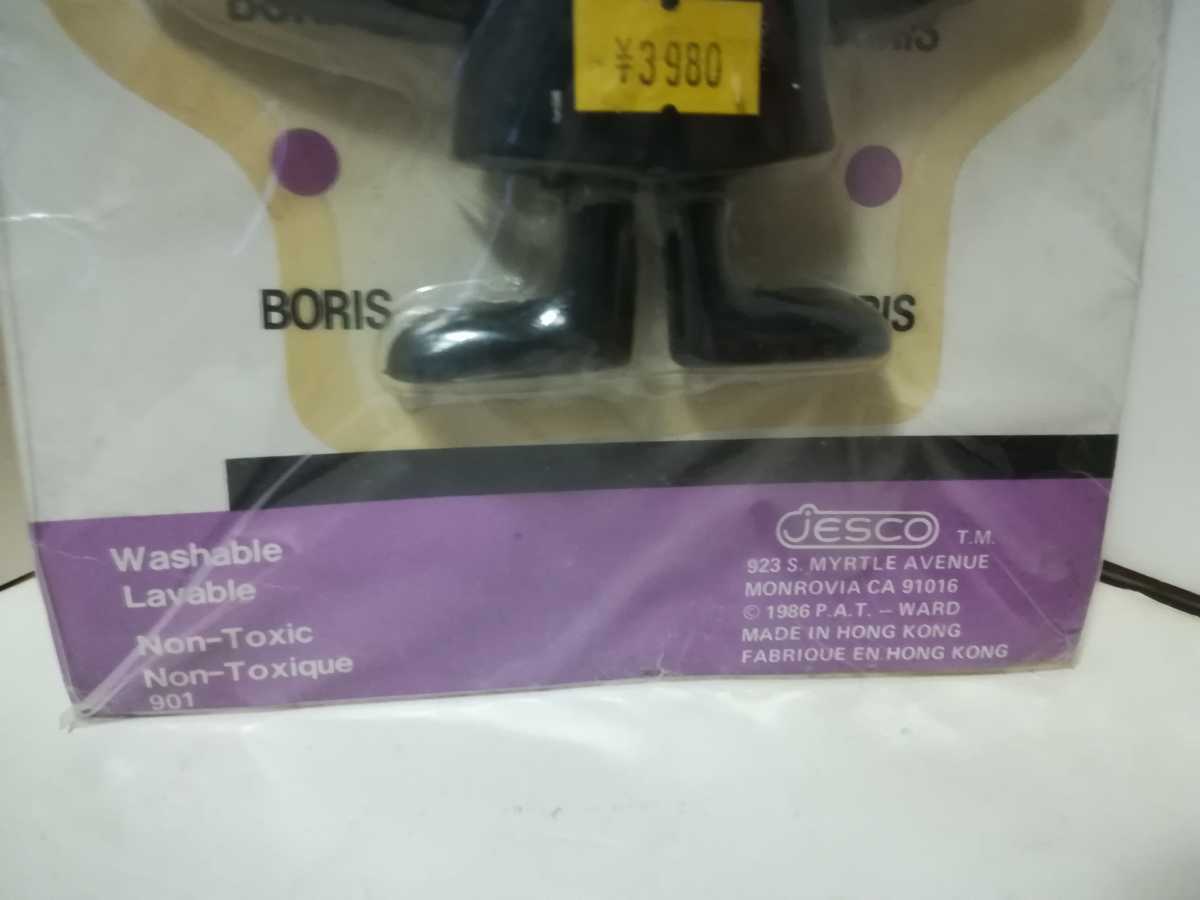 ¥3980
BORIS
Washable
Lavable
Non-Toxic
Non-Toxique
901
JESCO T.M.
923 S. MYRTLE AVENUE
MONROVIA CA 91016
© 1986 P.A.T. – WARD
MADE IN HONG KONG
FABRIQUE EN HONG KONG